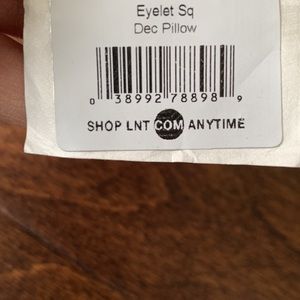 Eyelet Sq
Dec Pillow
0 38992 78898 9
SHOP LNT COM ANYTIME